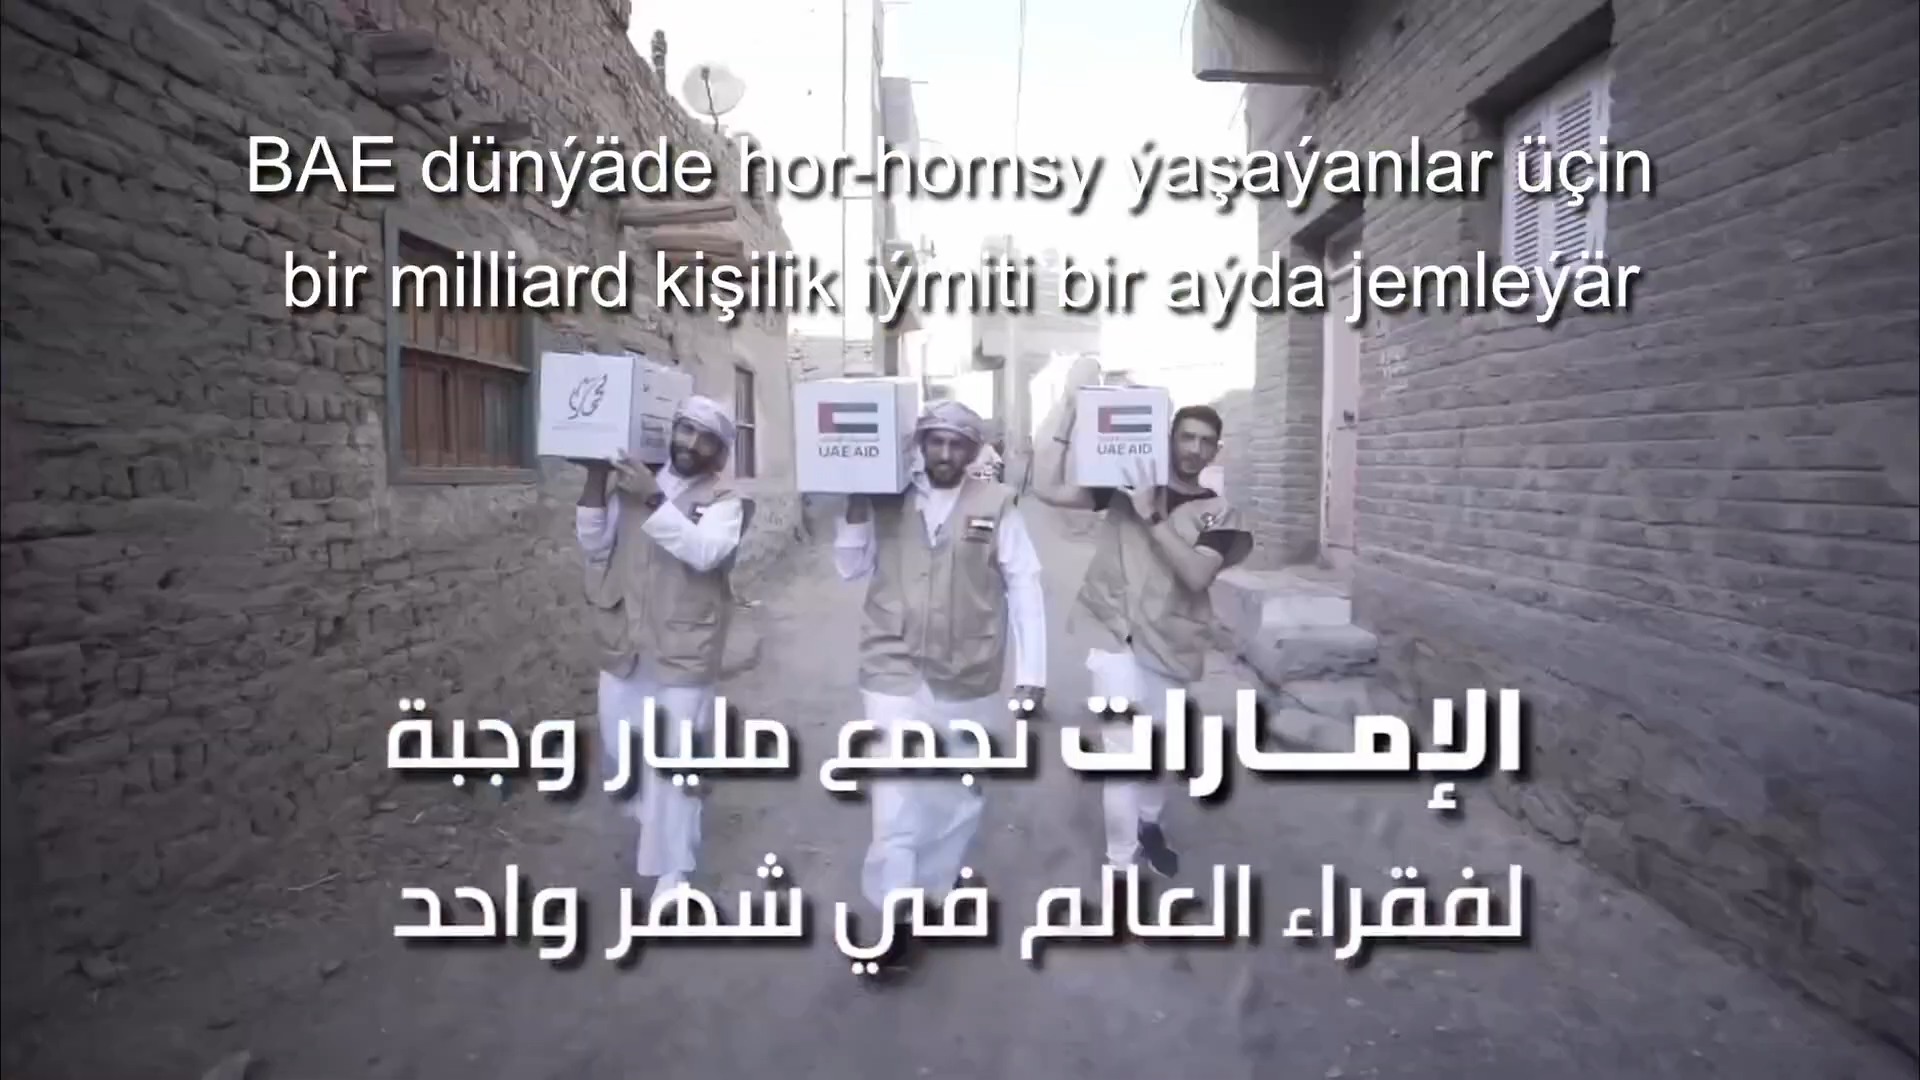 BAE dünýäde hor-homsy ýaşaýanlar üçin
bir milliard kişilik iýmiti bir aýda jemleýär
UAE AID
UAE AID
الإمـــارات تجمع مليار وجبة
لفقراء العالم في شهر واحد